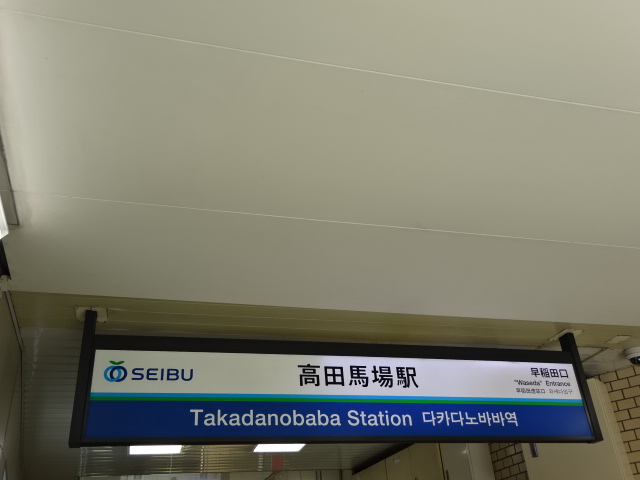 SEIBU
高田馬場駅
早稲田口
"Waseda" Entrance
Takadanobaba Station 다카다노바바역